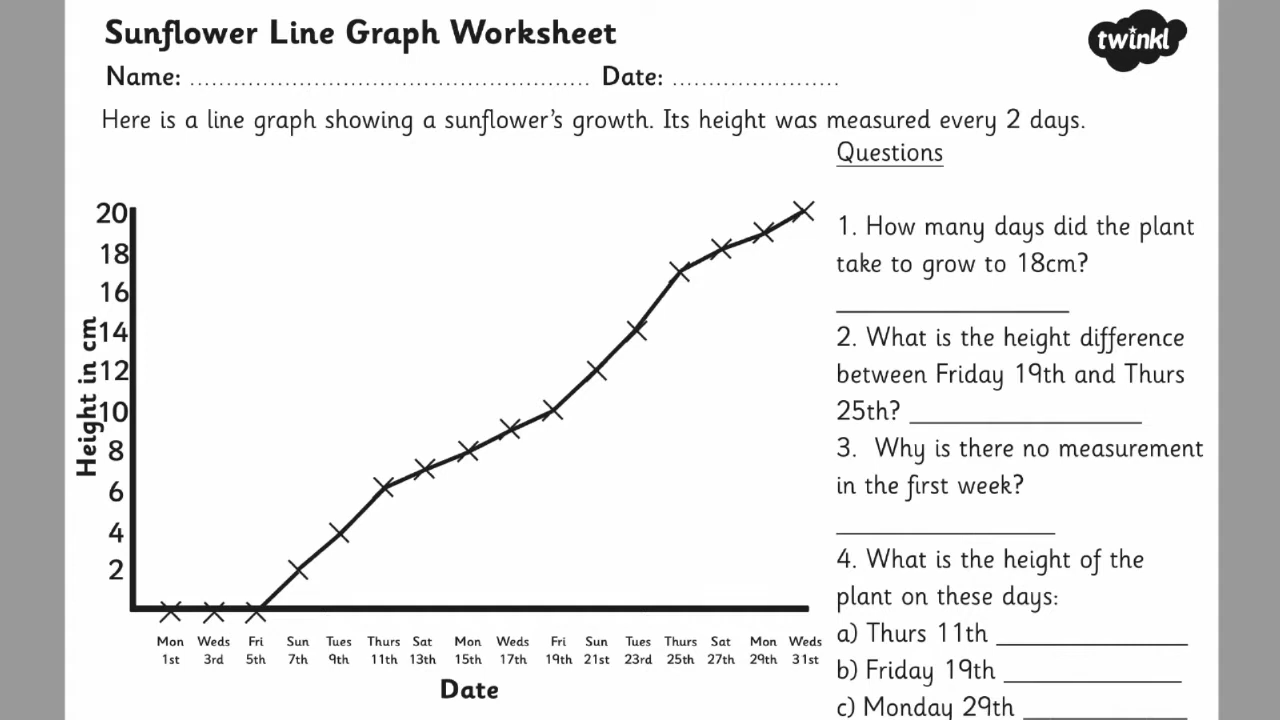 Sunflower Line Graph Worksheet
twinkl
Name: ........................................................ Date: .......................
Here is a line graph showing a sunflower's growth. Its height was measured every 2 days.
Questions
1. How many days did the plant
take to grow to 18cm?
2. What is the height difference
between Friday 19th and Thurs
25th? ___________________
3. Why is there no measurement
in the first week?
4. What is the height of the
plant on these days:
a) Thurs 11th ________________
b) Friday 19th ______________
c) Monday 29th _____________
Height in cm
20
18
16
14
12
10
8
6
4
2
Mon Weds Fri Sun Tues Thurs Sat Mon Weds Fri Sun Tues Thurs Sat Mon Weds
1st 3rd 5th 7th 9th 11th 13th 15th 17th 19th 21st 23rd 25th 27th 29th 31st
Date